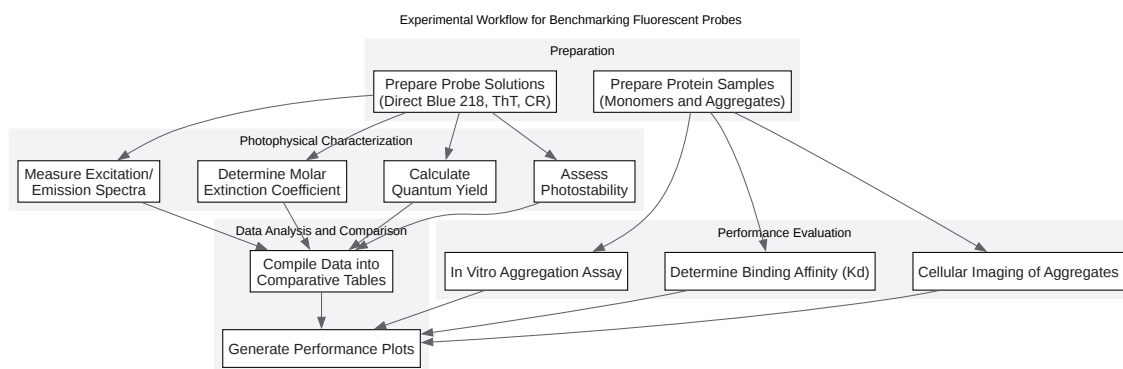 Experimental Workflow for Benchmarking Fluorescent Probes
Preparation
Prepare Probe Solutions
(Direct Blue 218, ThT, CR)
Prepare Protein Samples
(Monomers and Aggregates)
Photophysical Characterization
Measure Excitation/
Emission Spectra
Determine Molar
Extinction Coefficient
Calculate
Quantum Yield
Assess
Photostability
Data Analysis and Comparison
Compile Data into
Comparative Tables
Performance Evaluation
In Vitro Aggregation Assay
Determine Binding Affinity (Kd)
Cellular Imaging of Aggregates
Generate Performance Plots